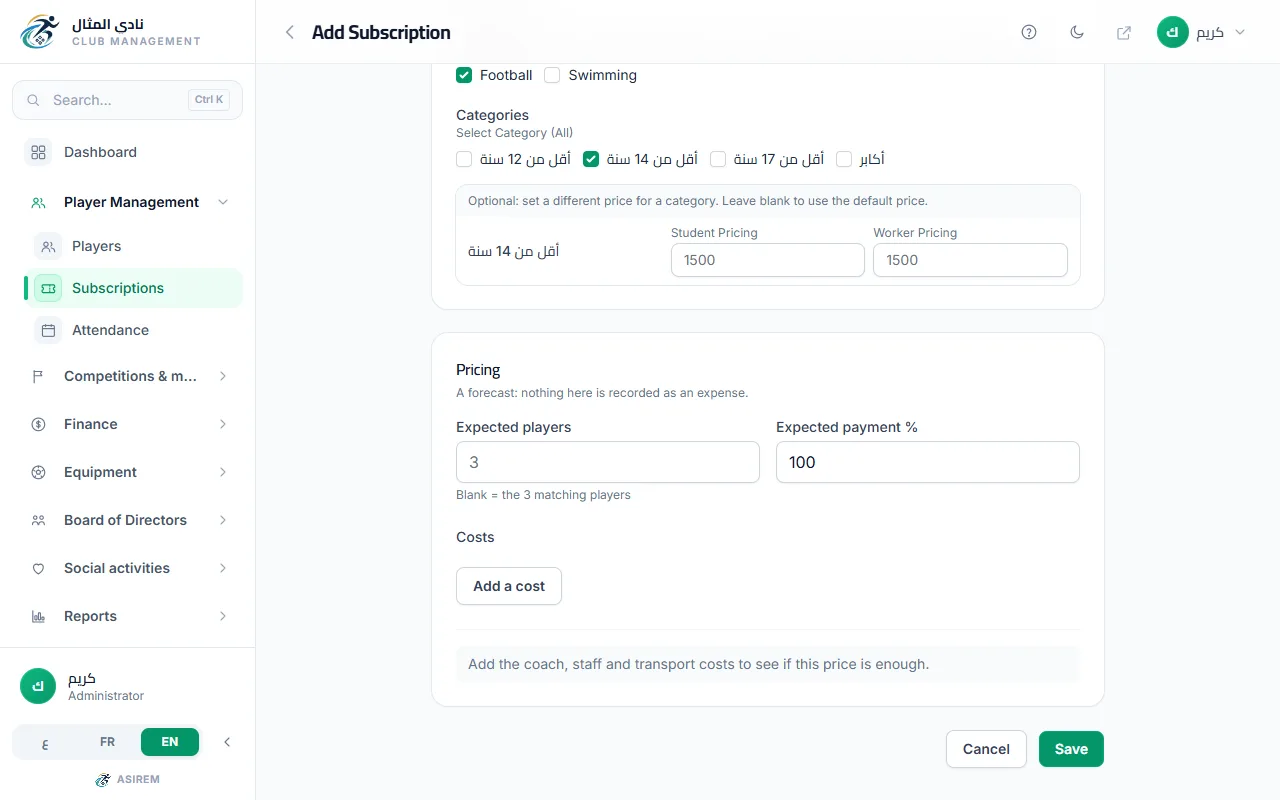 نادي المثال
CLUB MANAGEMENT
Add Subscription
ك
كريم
Search...
Ctrl K
Dashboard
Player Management
Players
Subscriptions
Attendance
Competitions & m...
Finance
Equipment
Board of Directors
Social activities
Reports
ك
كريم
Administrator
ع
FR
EN
ASIREM
Football
Swimming
Categories
Select Category (All)
أقل من 12 سنة
أقل من 14 سنة
أقل من 17 سنة
أكابر
Optional: set a different price for a category. Leave blank to use the default price.
أقل من 14 سنة
Student Pricing
Worker Pricing
1500
1500
Pricing
A forecast: nothing here is recorded as an expense.
Expected players
Expected payment %
3
100
Blank = the 3 matching players
Costs
Add a cost
Add the coach, staff and transport costs to see if this price is enough.
Cancel
Save